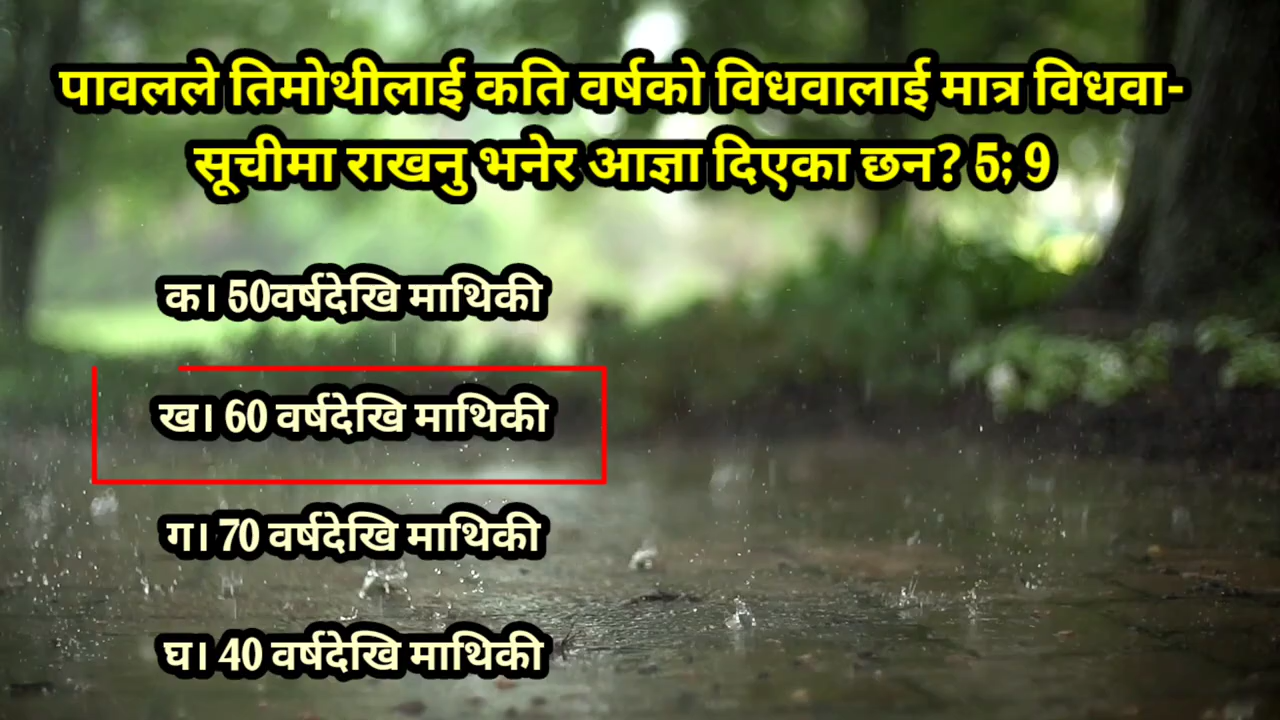 पावलले तिमोथीलाई कति वर्षको विधवालाई मात्र विधवा-
सूचीमा राखनु भनेर आज्ञा दिएका छन? 5; 9
क। 50वर्षदेखि माथिकी
ख। 60 वर्षदेखि माथिकी
ग। 70 वर्षदेखि माथिकी
घ। 40 वर्षदेखि माथिकी